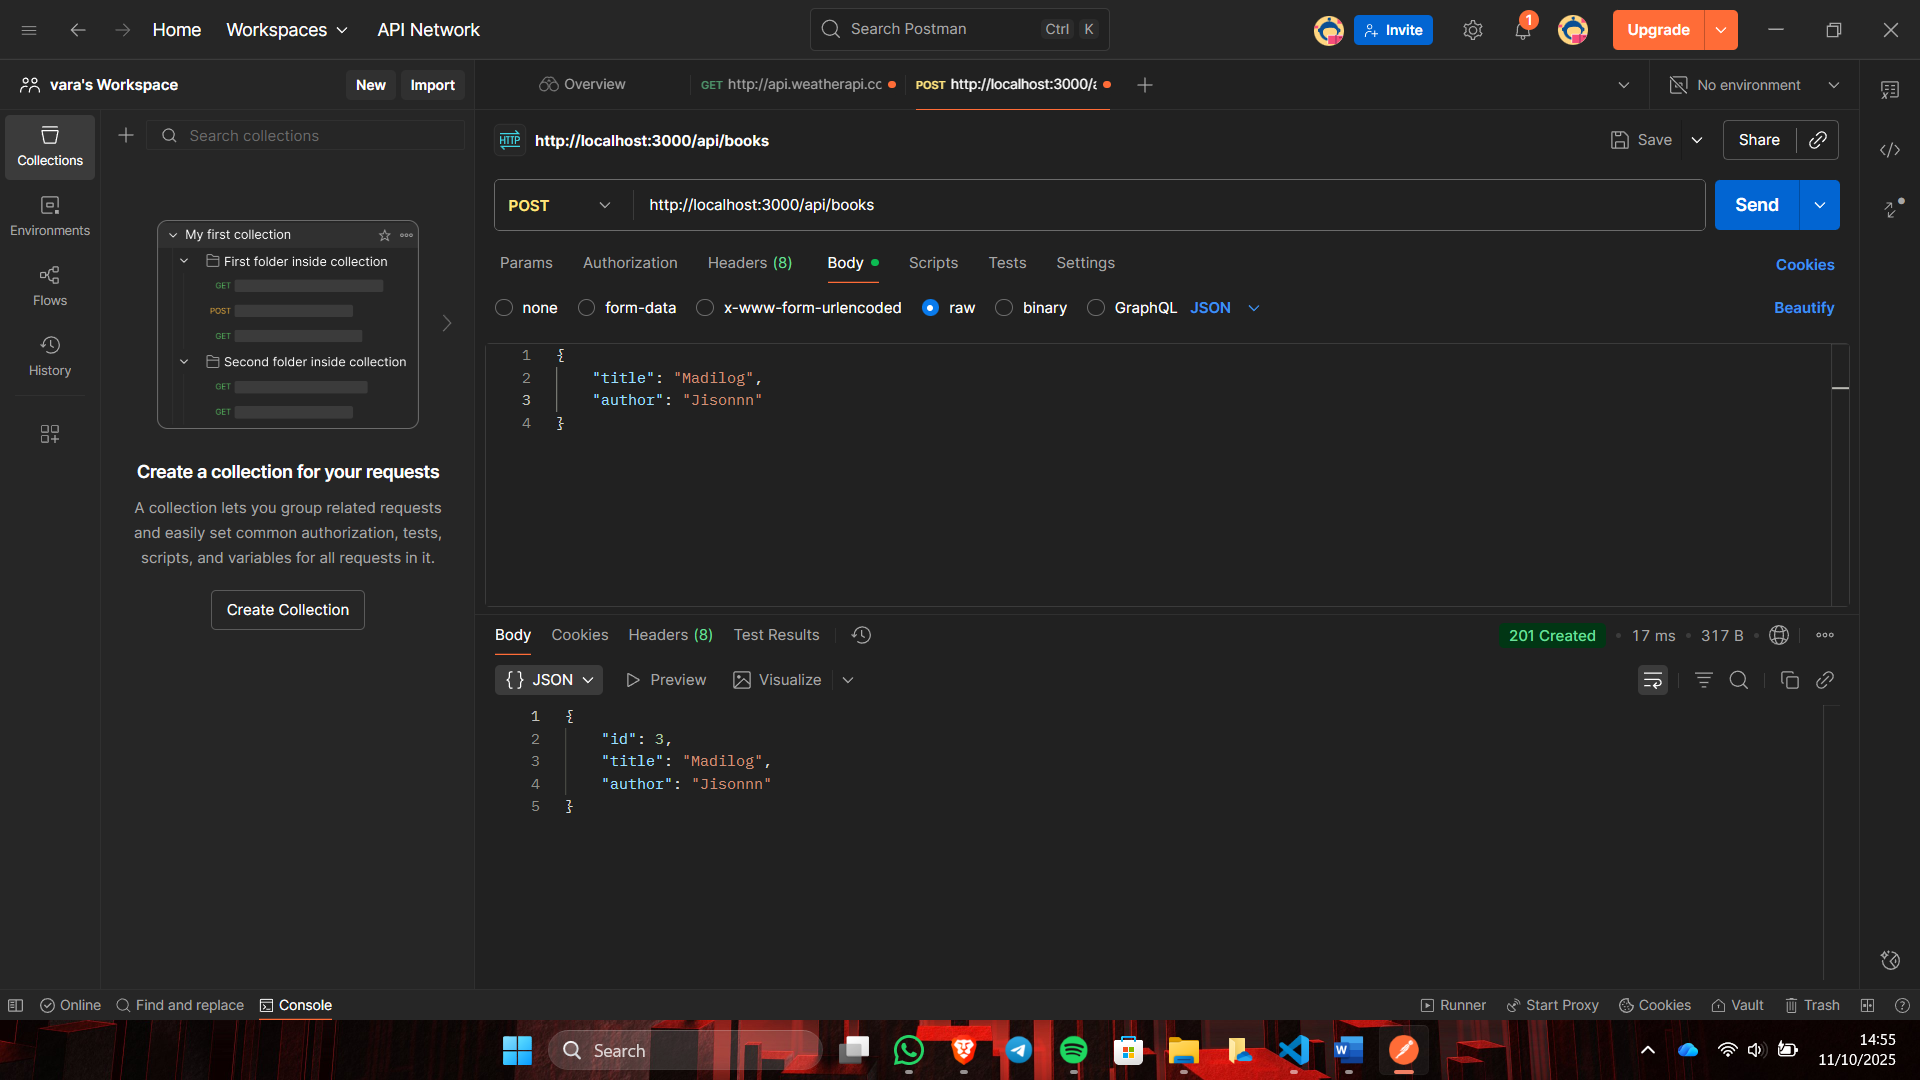 Home Workspaces API Network Search Postman Ctrl K Invite 1 Upgrade
vara's Workspace New Import Overview GET http://api.weatherapi.cc POST http://localhost:3000/a No environment
Collections
Environments
Flows
History
Search collections
My first collection
First folder inside collection
GET
POST
GET
Second folder inside collection
GET
GET
Create a collection for your requests
A collection lets you group related requests
and easily set common authorization, tests,
scripts, and variables for all requests in it.
Create Collection
HTTP http://localhost:3000/api/books Save Share
POST http://localhost:3000/api/books Send
Params Authorization Headers (8) Body Scripts Tests Settings Cookies
none form-data x-www-form-urlencoded raw binary GraphQL JSON Beautify
1 {
2 "title": "Madilog",
3 "author": "Jisonnn"
4 }
Body Cookies Headers (8) Test Results 201 Created • 17 ms • 317 B •
{} JSON Preview Visualize
1 {
2 "id": 3,
3 "title": "Madilog",
4 "author": "Jisonnn"
5 }
Online Find and replace Console Runner Start Proxy Cookies Vault Trash
Search
14:55
11/10/2025